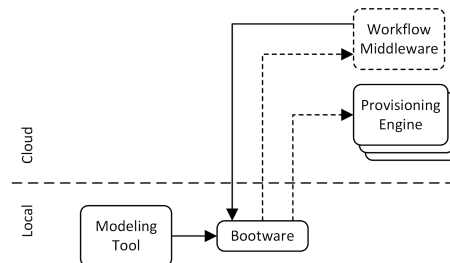 Workflow
Middleware
Provisioning
Engine
Cloud
Local
Modeling
Tool
Bootware